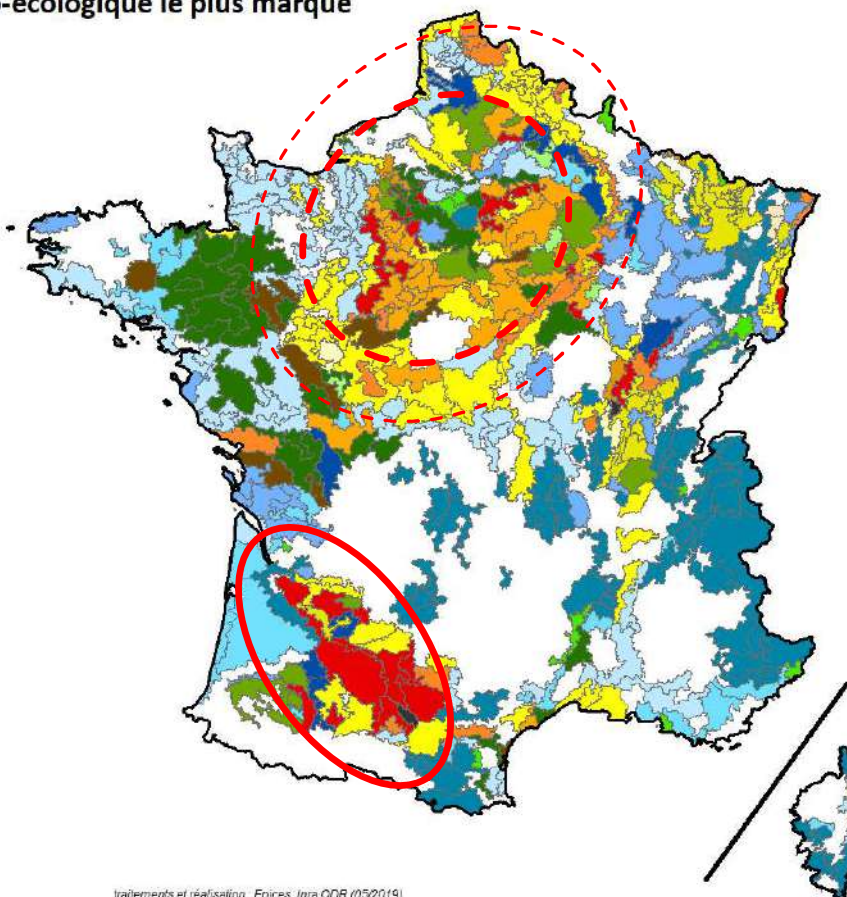 -écologique le plus marqué
traitements et réalisation : Epices, Inra ODR (05/2019)